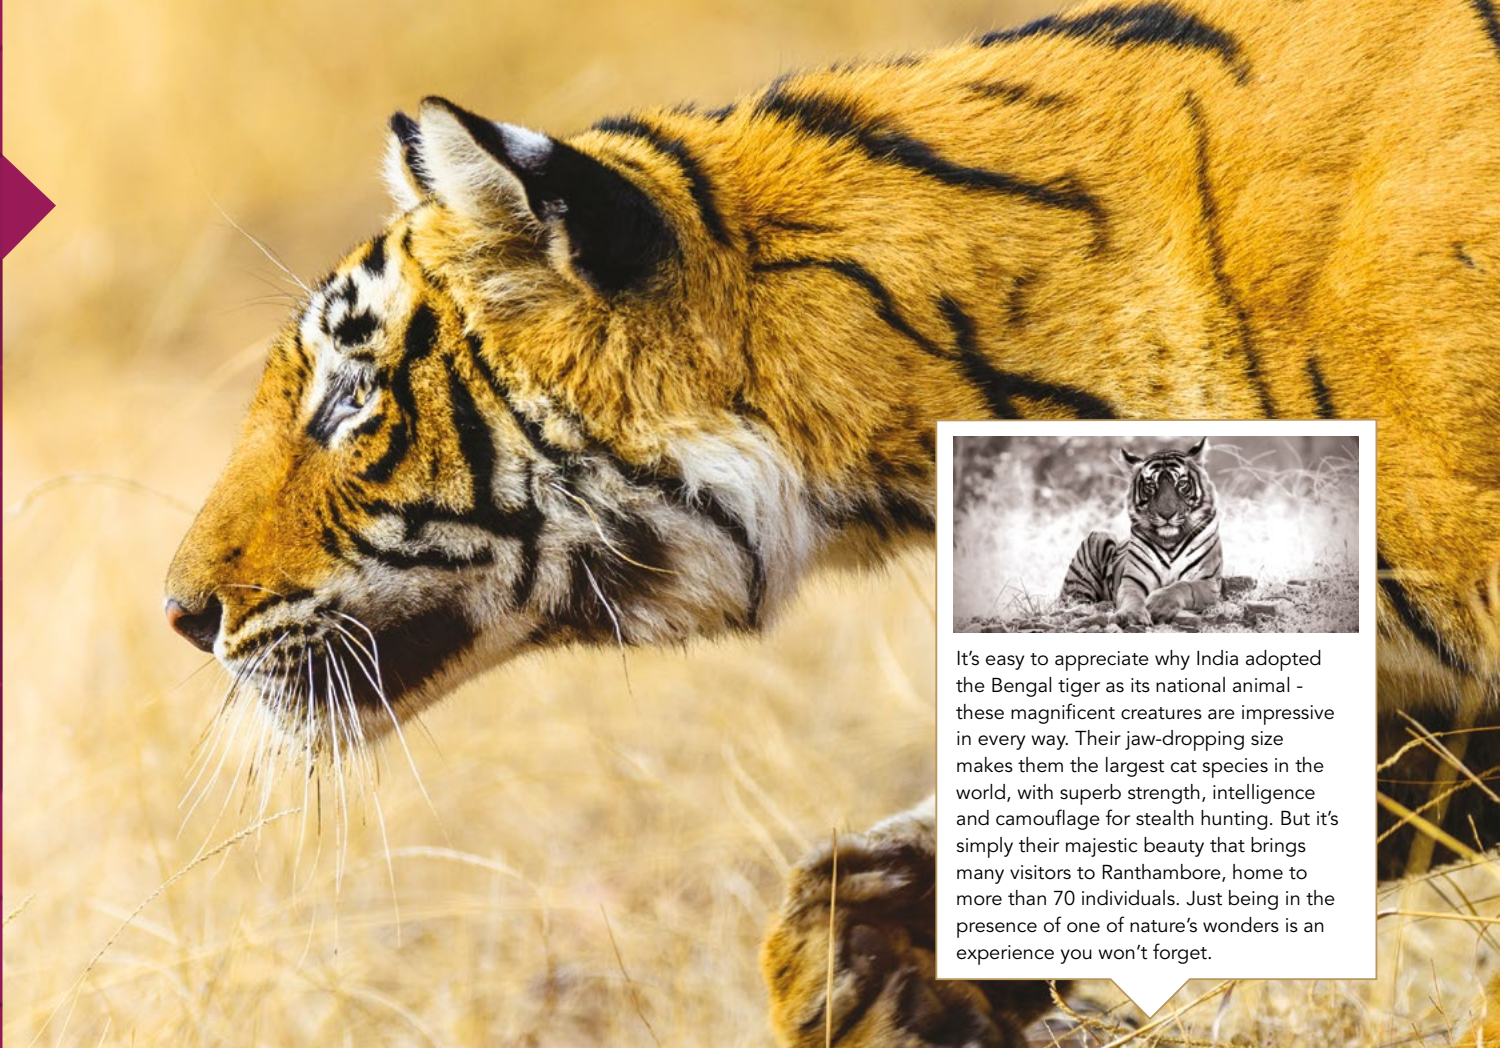 It’s easy to appreciate why India adopted
the Bengal tiger as its national animal -
these magnificent creatures are impressive
in every way. Their jaw-dropping size
makes them the largest cat species in the
world, with superb strength, intelligence
and camouflage for stealth hunting. But it’s
simply their majestic beauty that brings
many visitors to Ranthambore, home to
more than 70 individuals. Just being in the
presence of one of nature’s wonders is an
experience you won’t forget.